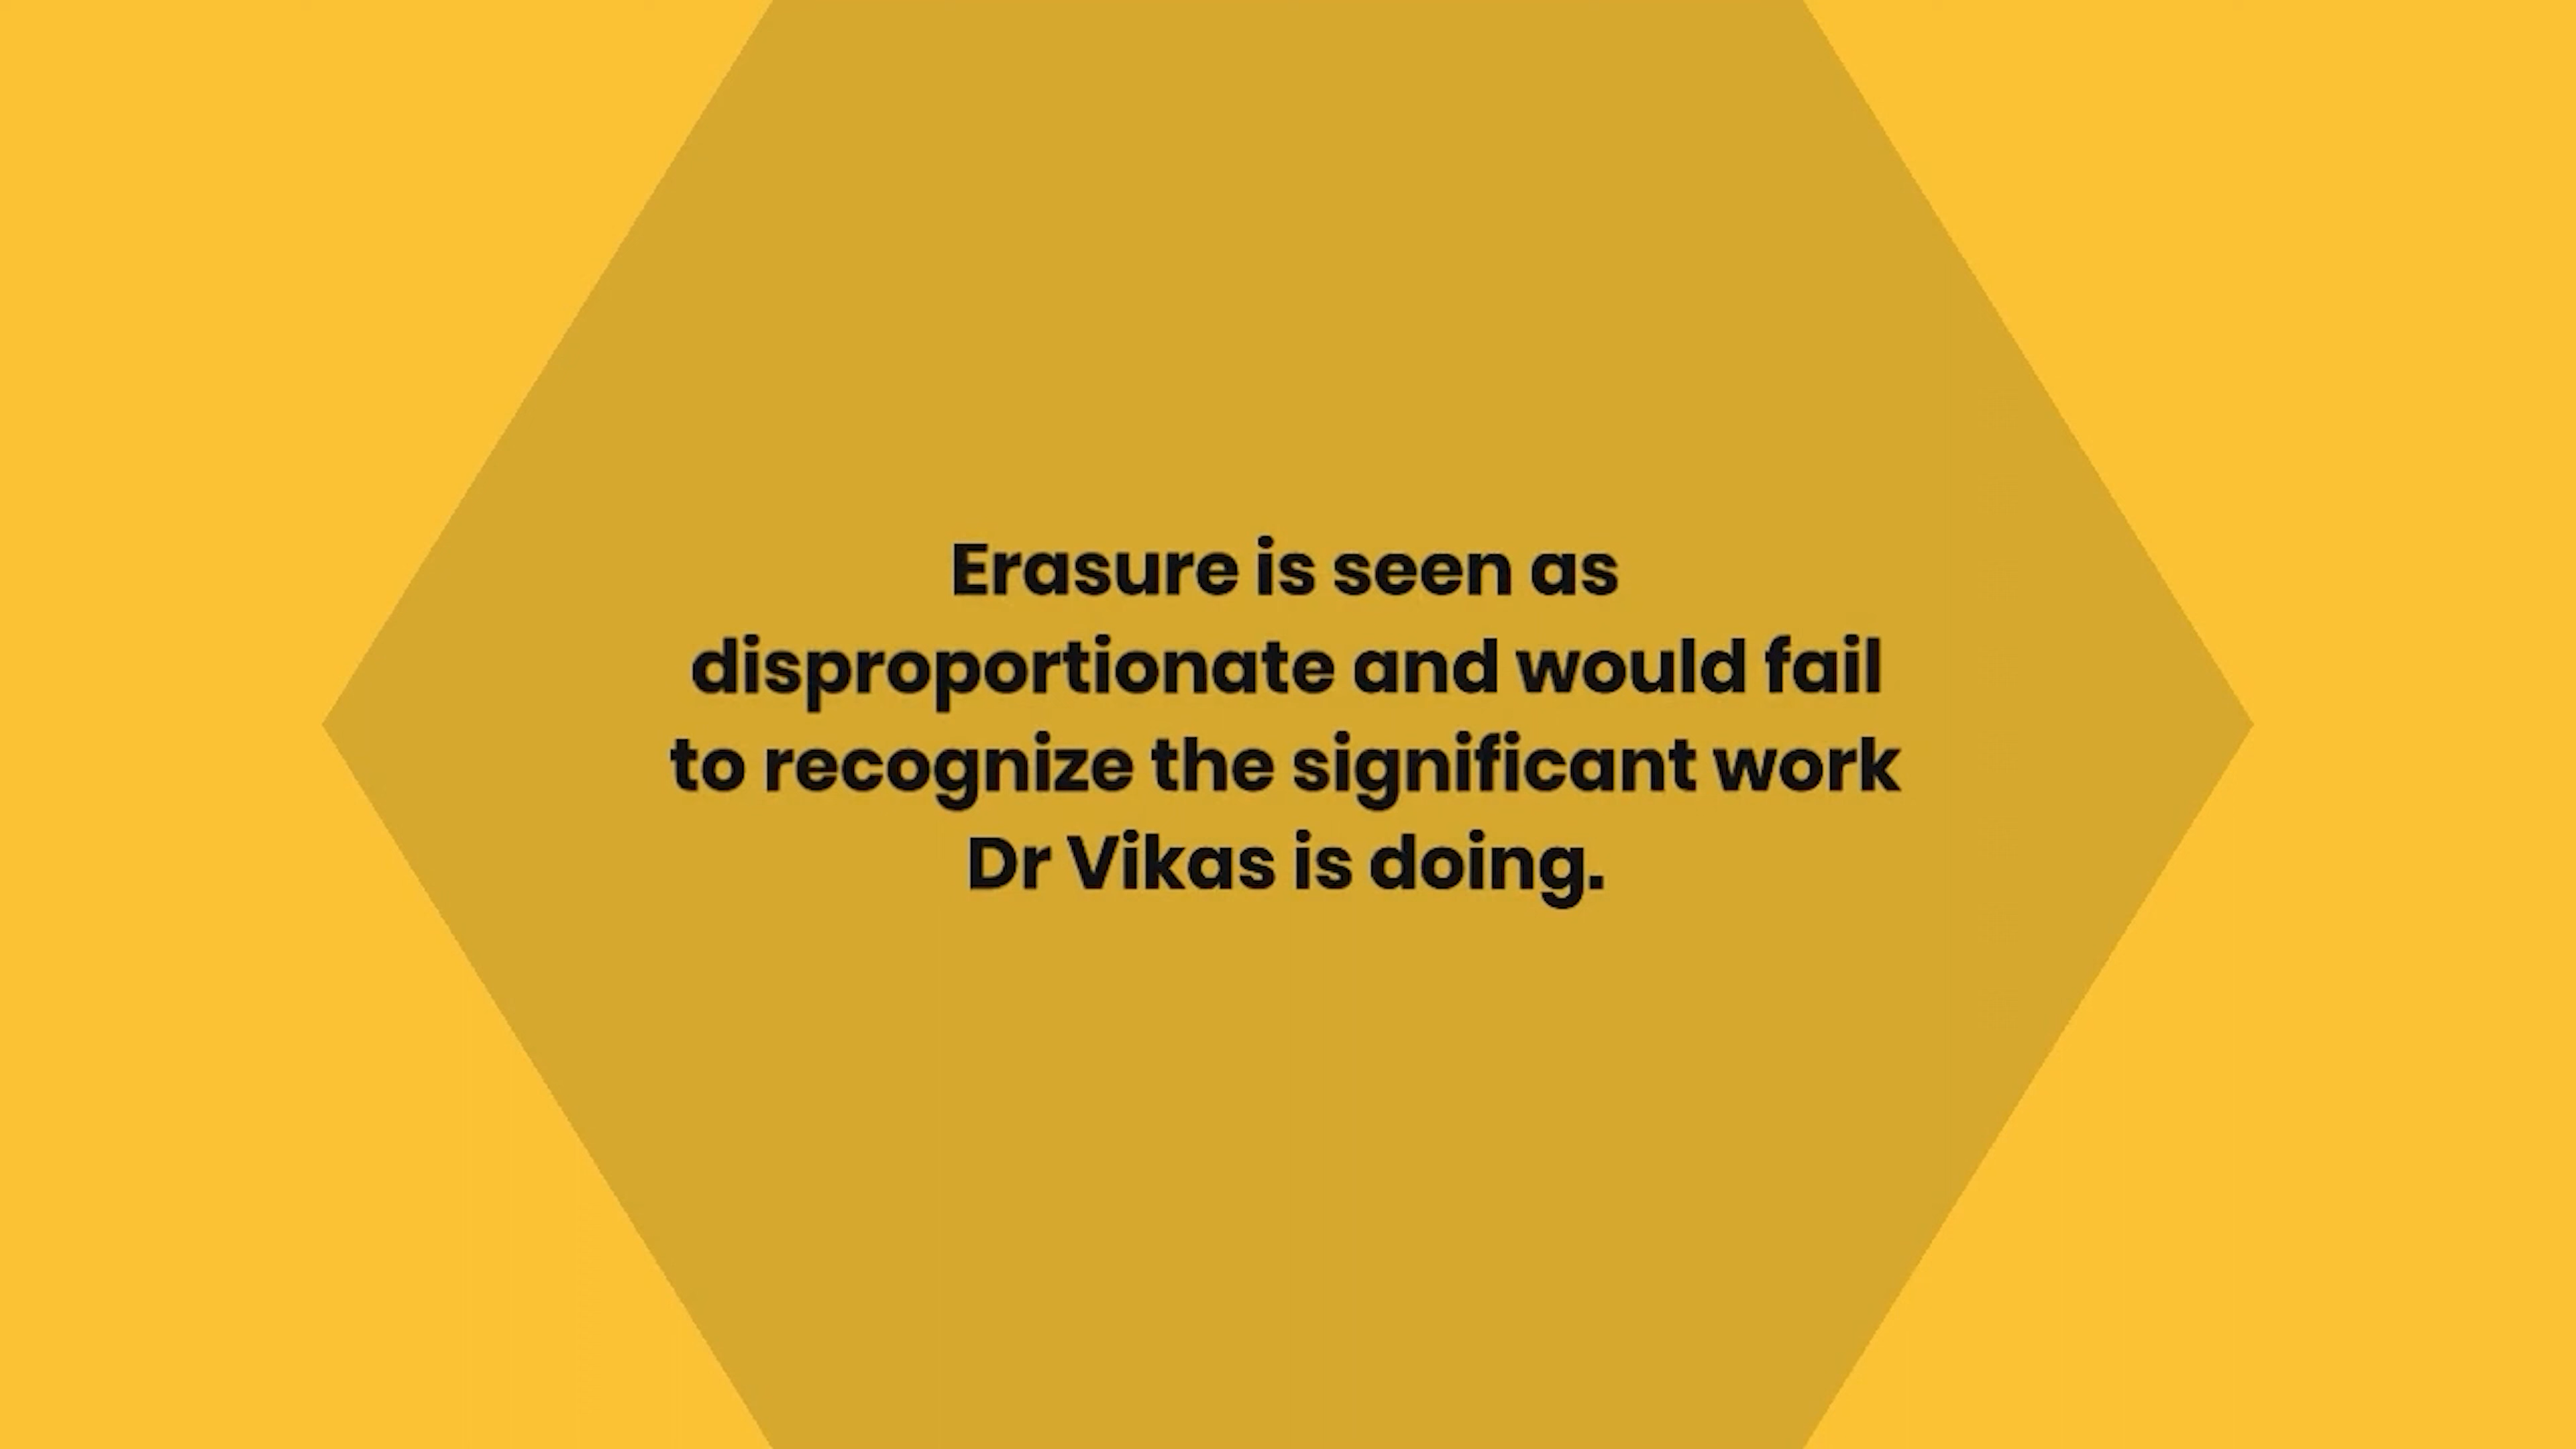 Erasure is seen as
disproportionate and would fail
to recognize the significant work
Dr Vikas is doing.